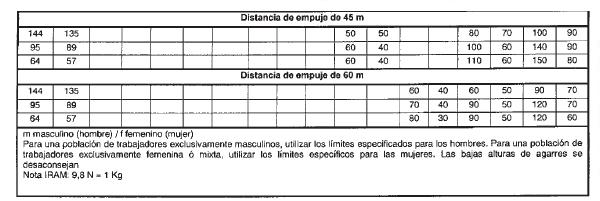 Distancia de empuje de 45 m
144 135 50 50 80 70 100 90
95 89 60 40 100 60 140 90
64 57 60 40 110 60 150 80
Distancia de empuje de 60 m
144 135 60 40 60 50 90 70
95 89 70 40 90 50 120 70
64 57 80 30 90 50 120 60
m masculino (hombre) / f femenino (mujer)
Para una población de trabajadores exclusivamente masculinos, utilizar los límites especificados para los hombres. Para una población de
trabajadores exclusivamente femenina ó mixta, utilizar los límites específicos para las mujeres. Las bajas alturas de agarres se
desaconsejan
Nota IRAM: 9,8 N = 1 Kg